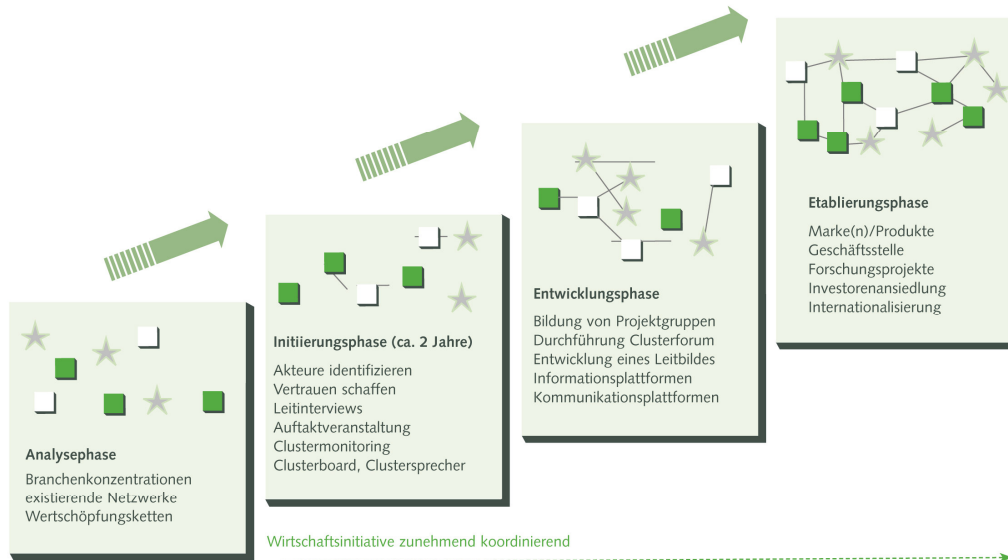 Analysephase
Branchenkonzentrationen
existierende Netzwerke
Wertschöpfungsketten
Initiierungsphase (ca. 2 Jahre)
Akteure identifizieren
Vertrauen schaffen
Leitinterviews
Auftaktveranstaltung
Clustermonitoring
Clusterboard, Clustersprecher
Entwicklungsphase
Bildung von Projektgruppen
Durchführung Clusterforum
Entwicklung eines Leitbildes
Informationsplattformen
Kommunikationsplattformen
Etablierungsphase
Marke(n)/Produkte
Geschäftsstelle
Forschungsprojekte
Investorenansiedlung
Internationalisierung
Wirtschaftsinitiative zunehmend koordinierend